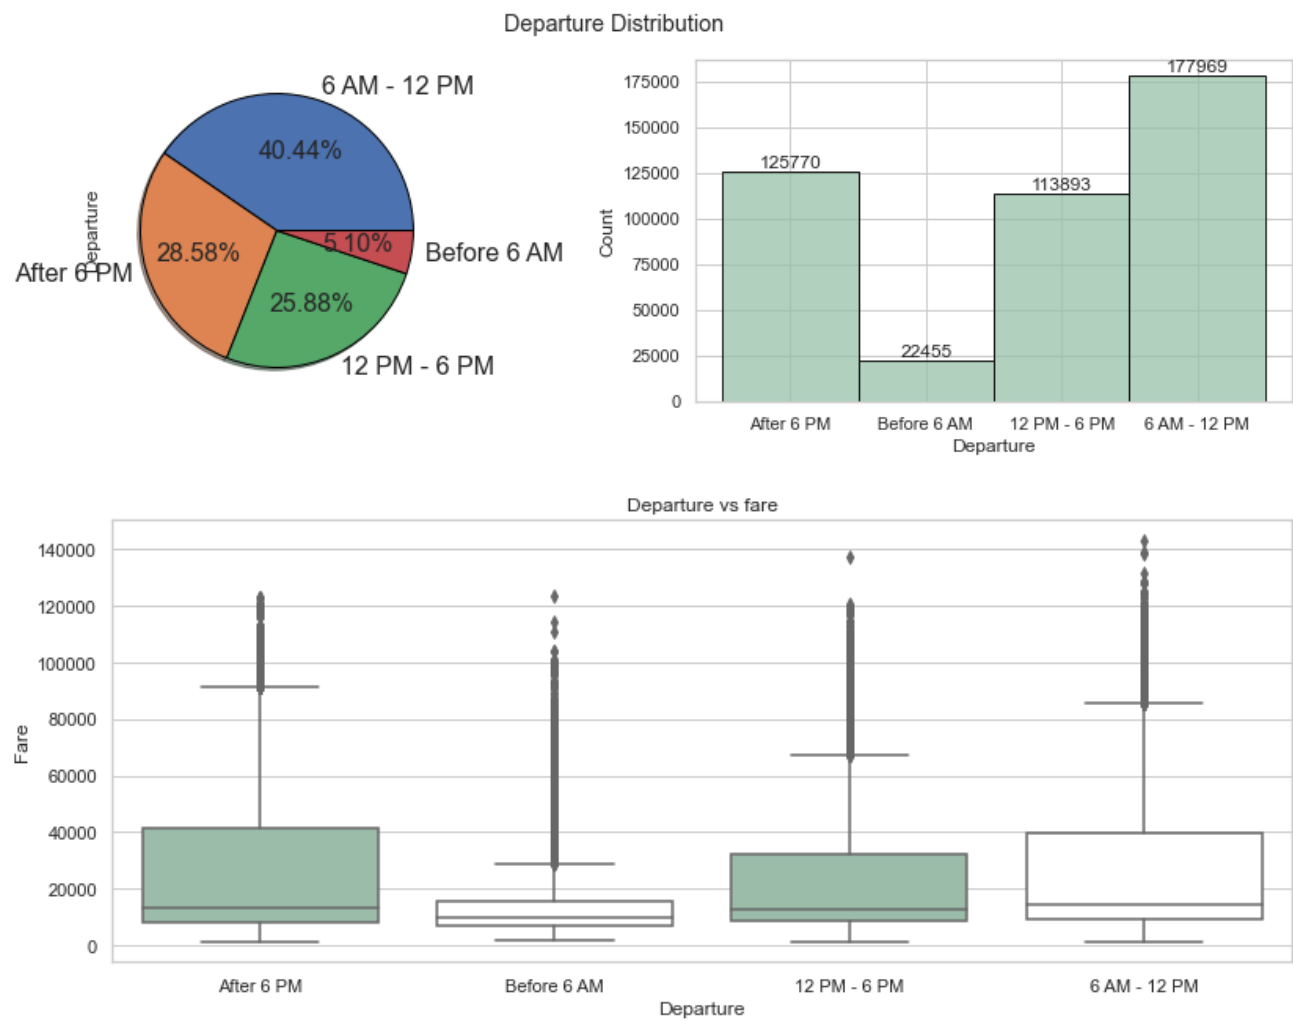 Departure Distribution
6 AM - 12 PM
40.44%
Departure
28.58%
5.10%
Before 6 AM
After 6 PM
25.88%
12 PM - 6 PM
177969
175000
150000
125770
125000
113893
Count
100000
75000
50000
22455
25000
0
After 6 PM Before 6 AM 12 PM - 6 PM 6 AM - 12 PM
Departure
Departure vs fare
140000
120000
100000
80000
Fare
60000
40000
20000
0
After 6 PM Before 6 AM 12 PM - 6 PM 6 AM - 12 PM
Departure